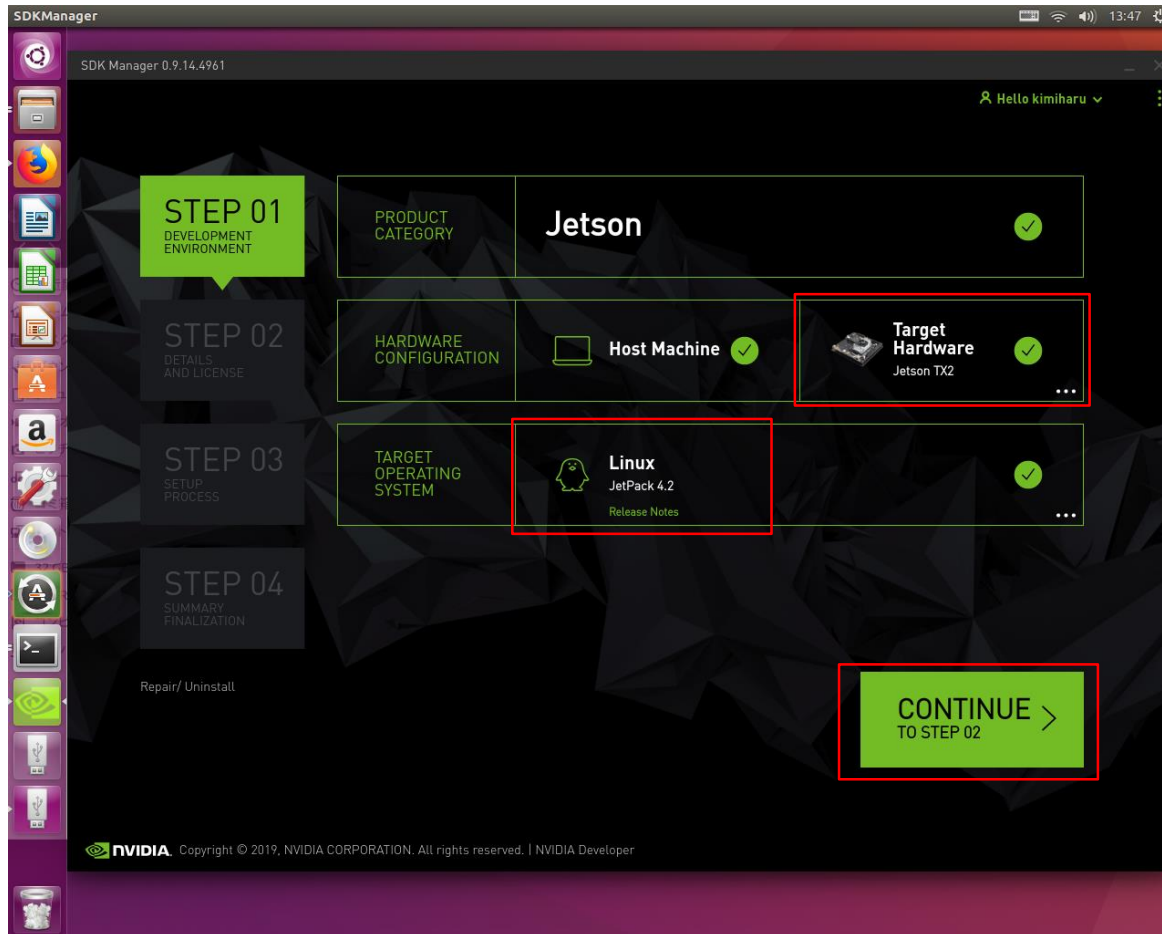 SDKManager
13:47
SDK Manager 0.9.14.4961
Hello kimiharu
STEP 01
DEVELOPMENT
ENVIRONMENT
PRODUCT
CATEGORY
Jetson
STEP 02
DETAILS
AND LICENSE
HARDWARE
CONFIGURATION
Host Machine
Target
Hardware
Jetson TX2
...
STEP 03
SETUP
PROCESS
TARGET
OPERATING
SYSTEM
Linux
JetPack 4.2
Release Notes
...
STEP 04
SUMMARY
FINALIZATION
Repair/ Uninstall
CONTINUE
TO STEP 02
NVIDIA. Copyright © 2019, NVIDIA CORPORATION. All rights reserved. | NVIDIA Developer